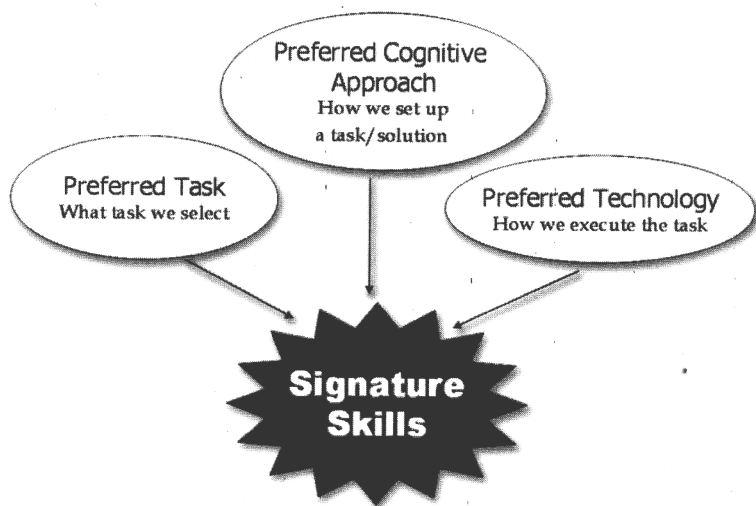 Preferred Cognitive
Approach
How we set up
a task/solution
Preferred Task
What task we select
Preferred Technology
How we execute the task
Signature
Skills